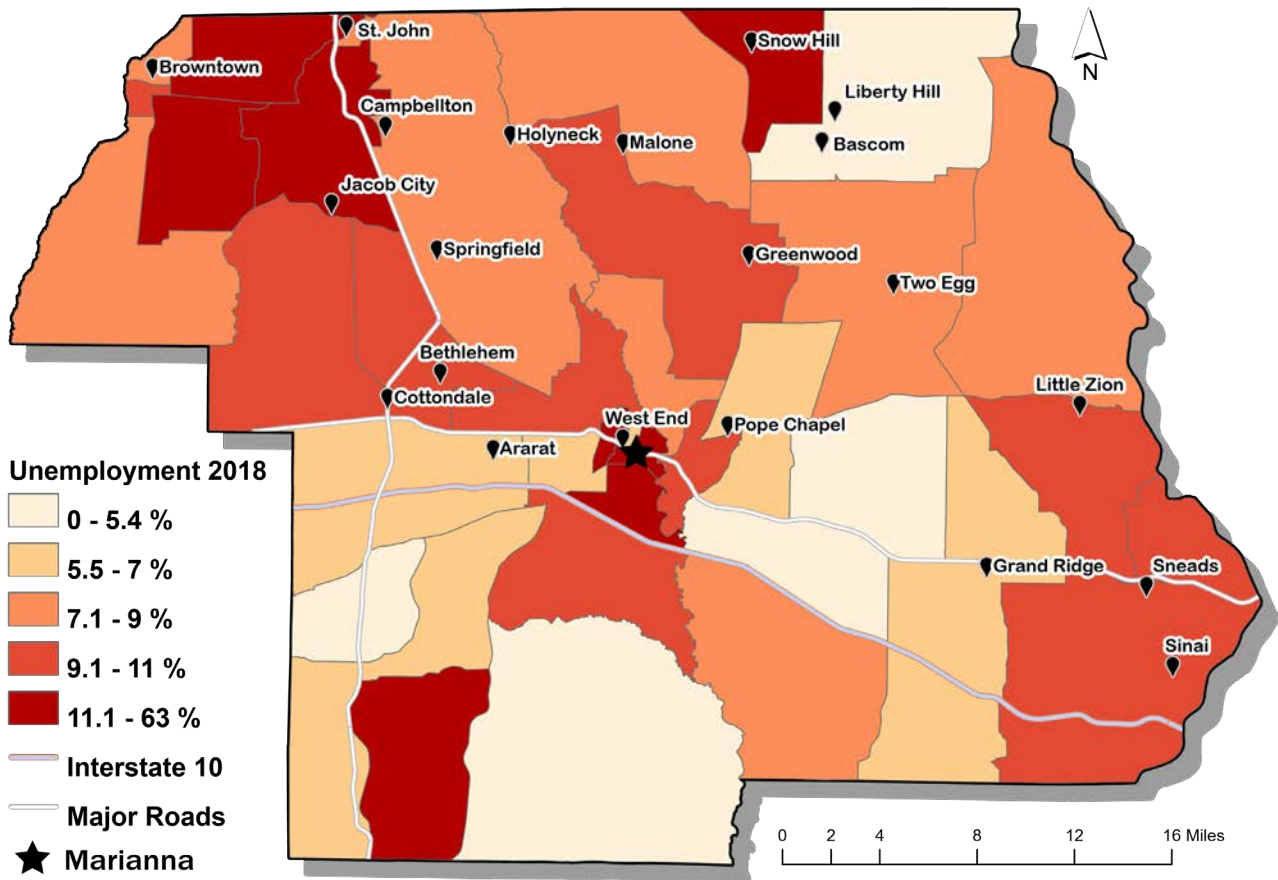 St. John
Snow Hill
N
Browntown
Liberty Hill
Campbellton
Holyneck
Malone
Bascom
Jacob City
Springfield
Greenwood
Two Egg
Bethlehem
Little Zion
Cottondale
West End
Pope Chapel
Ararat
Grand Ridge
Sneads
Sinai
Unemployment 2018
0 - 5.4 %
5.5 - 7 %
7.1 - 9 %
9.1 - 11 %
11.1 - 63 %
Interstate 10
Major Roads
Marianna
0 2 4 8 12 16 Miles